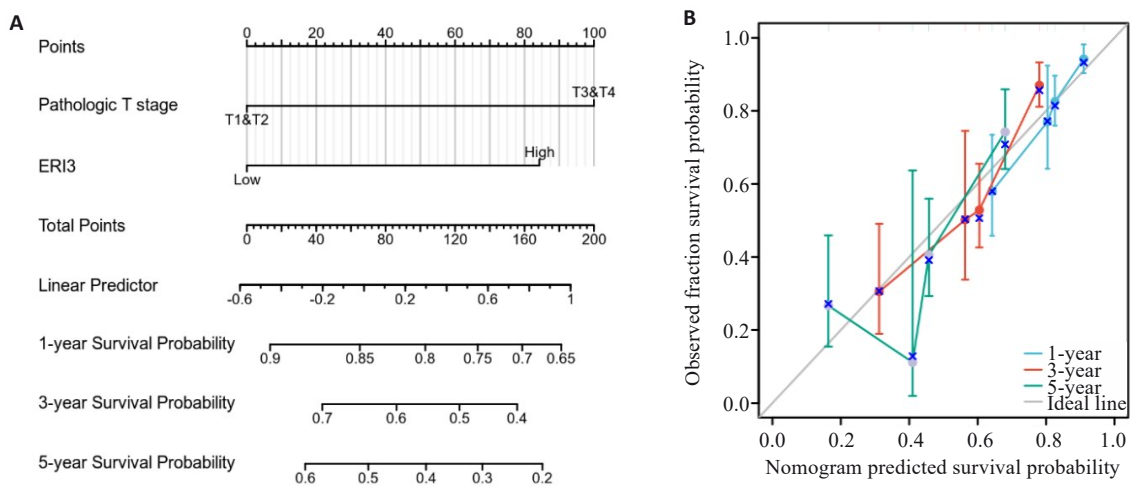 A
Points
0 20 40 60 80 100
Pathologic T stage
T3&T4
T1&T2
ERI3
High
Low
Total Points
0 40 80 120 160 200
Linear Predictor
-0.6 -0.2 0.2 0.6 1
1-year Survival Probability
0.9 0.85 0.8 0.75 0.7 0.65
3-year Survival Probability
0.7 0.6 0.5 0.4
5-year Survival Probability
0.6 0.5 0.4 0.3 0.2
B
Observed fraction survival probability
1.0
0.8
0.6
0.4
0.2
0.0
1-year
3-year
5-year
Ideal line
0.0 0.2 0.4 0.6 0.8 1.0
Nomogram predicted survival probability